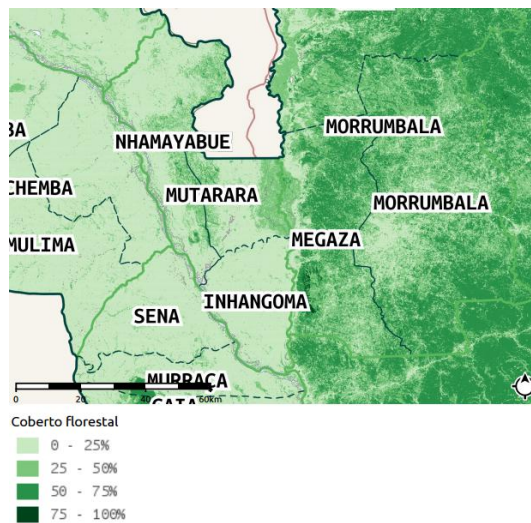 MORRUMBALA
BA
NHAMAYABUE
CHEMBA
MUTARARA
MORRUMBALA
MULIMA
MEGAZA
INHANGOMA
SENA
MURRAÇA
CAIA
0 20 40 60km
Coberto florestal
0 - 25%
25 - 50%
50 - 75%
75 - 100%